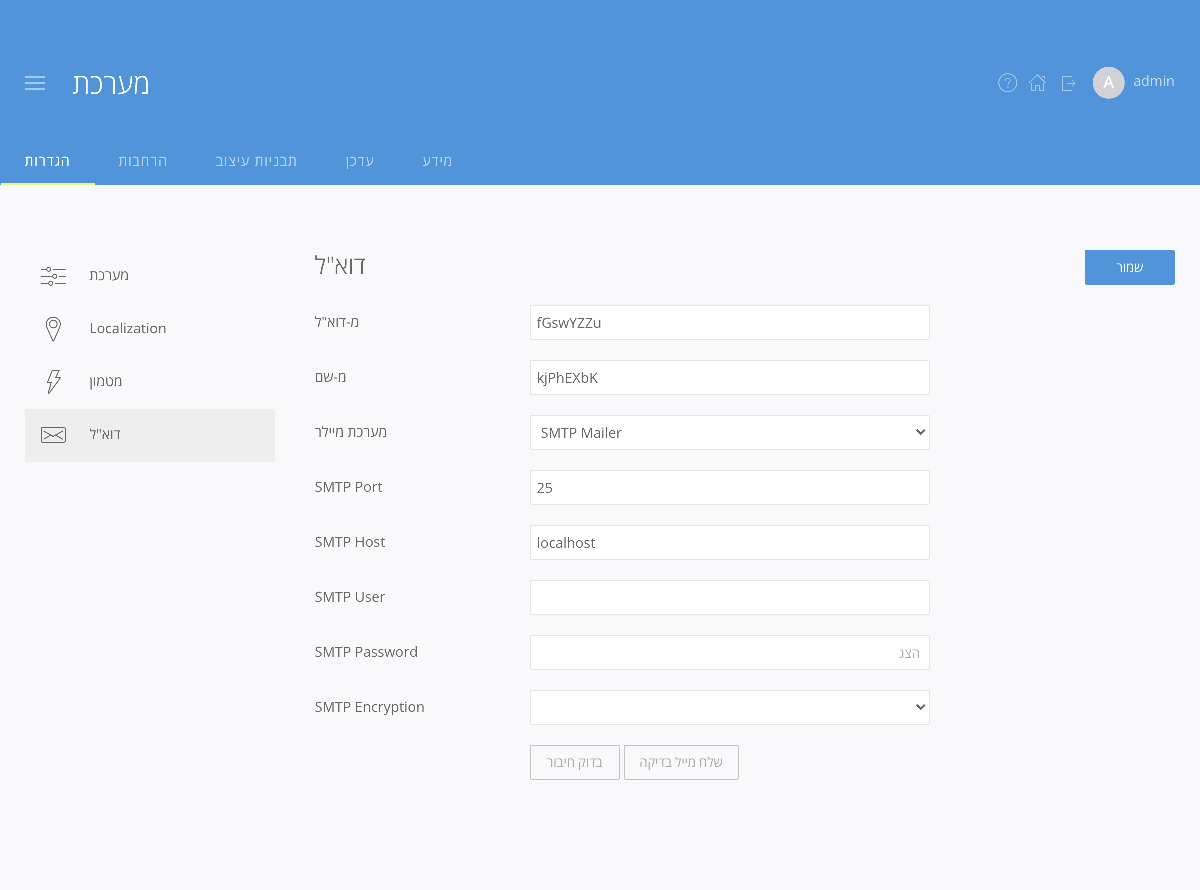 מערכת
A
admin
הגדרות
הרחבות
תבניות עיצוב
עדכן
מידע
מערכת
Localization
מטמון
דוא"ל
דוא"ל
שמור
מ-דוא"ל
fGswYZZu
מ-שם
kjPhEXbK
מערכת מיילר
SMTP Mailer
SMTP Port
25
SMTP Host
localhost
SMTP User
SMTP Password
הצג
SMTP Encryption
בדוק חיבור
שלח מייל בדיקה